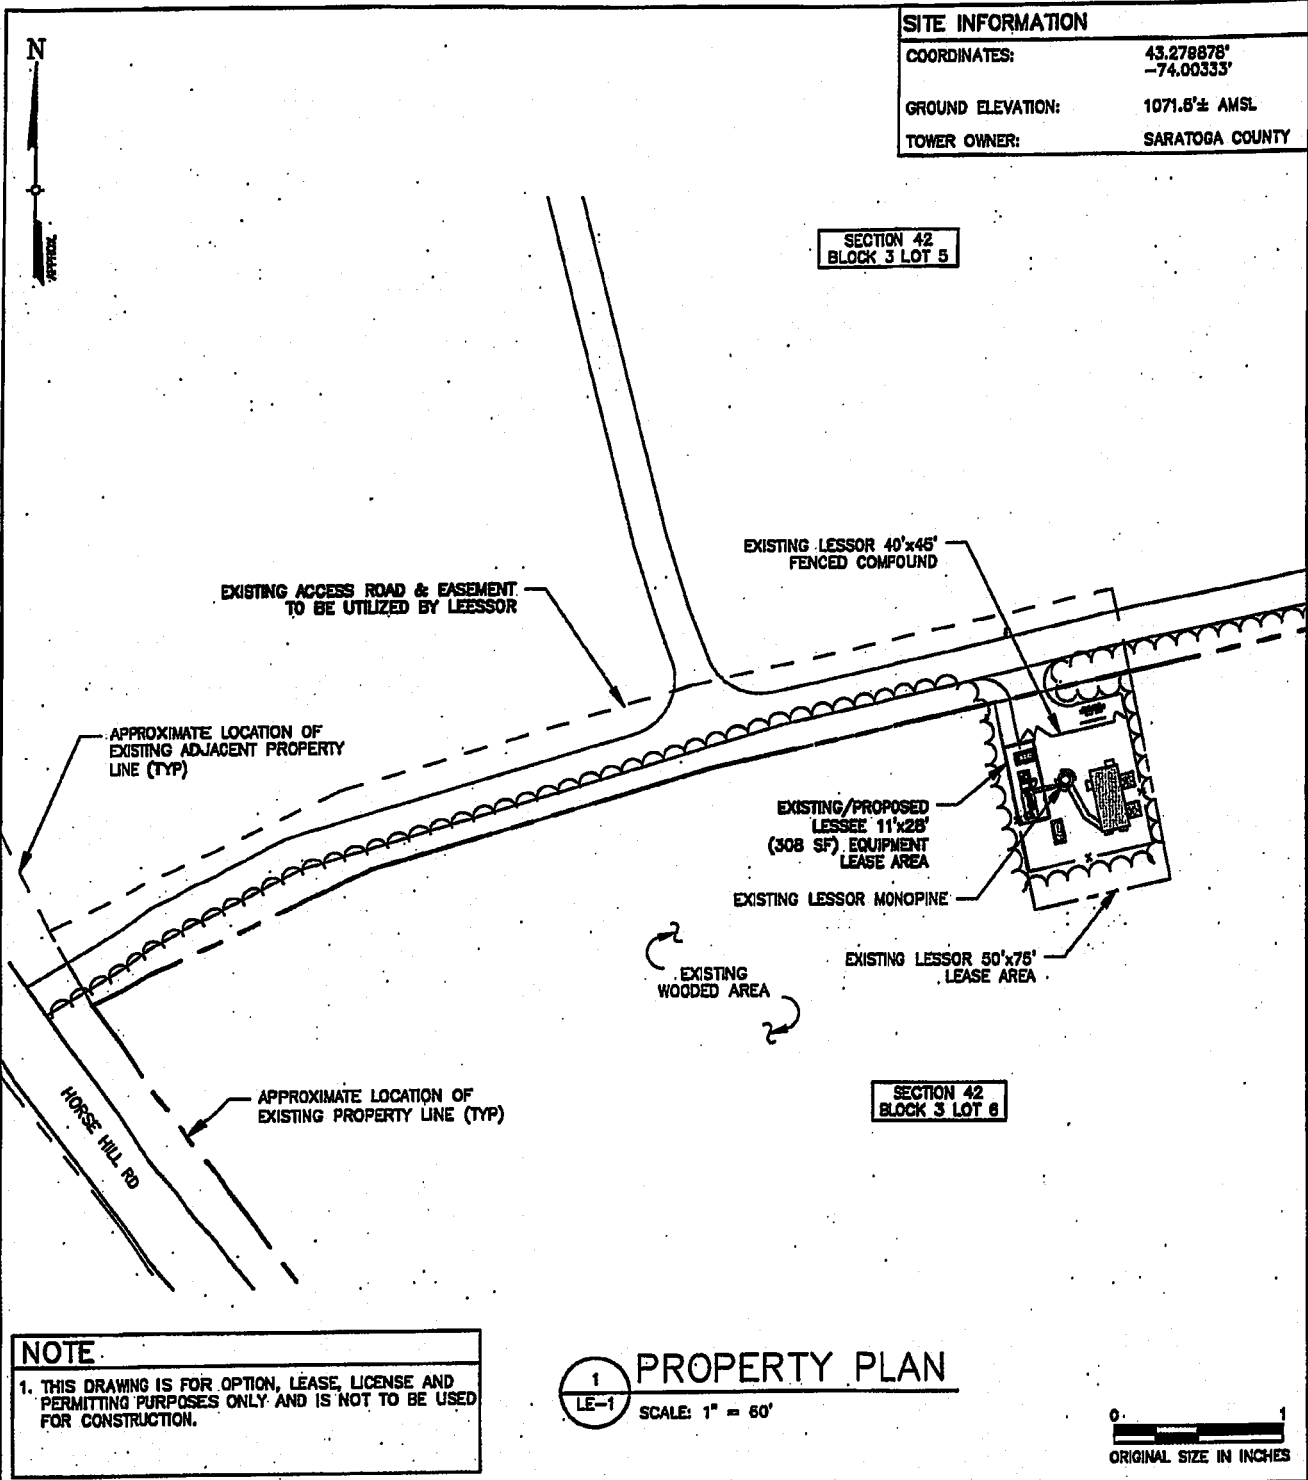 SITE INFORMATION
COORDINATES: 43.278878°
-74.00333°
GROUND ELEVATION: 1071.6'± AMSL
TOWER OWNER: SARATOGA COUNTY
N
APPROX.
SECTION 42
BLOCK 3 LOT 5
EXISTING LESSOR 40'x45'
FENCED COMPOUND
EXISTING ACCESS ROAD & EASEMENT
TO BE UTILIZED BY LEESSOR
APPROXIMATE LOCATION OF
EXISTING ADJACENT PROPERTY
LINE (TYP)
EXISTING/PROPOSED
LESSEE 11'x28'
(308 SF) EQUIPMENT
LEASE AREA
EXISTING LESSOR MONOPINE
EXISTING LESSOR 50'x75'
LEASE AREA
EXISTING
WOODED AREA
APPROXIMATE LOCATION OF
EXISTING PROPERTY LINE (TYP)
SECTION 42
BLOCK 3 LOT 6
HORSE HILL RD
NOTE
1. THIS DRAWING IS FOR OPTION, LEASE, LICENSE AND
PERMITTING PURPOSES ONLY AND IS NOT TO BE USED
FOR CONSTRUCTION.
1
LE-1
PROPERTY PLAN
SCALE: 1" = 60'
0 1
ORIGINAL SIZE IN INCHES